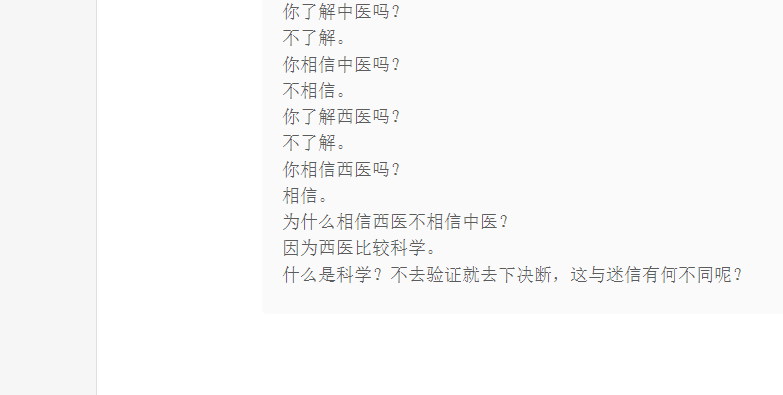 你了解中医吗？
不了解。
你相信中医吗？
不相信。
你了解西医吗？
不了解。
你相信西医吗？
相信。
为什么相信西医不相信中医？
因为西医比较科学。
什么是科学？不去验证就去下决断，这与迷信有何不同呢？